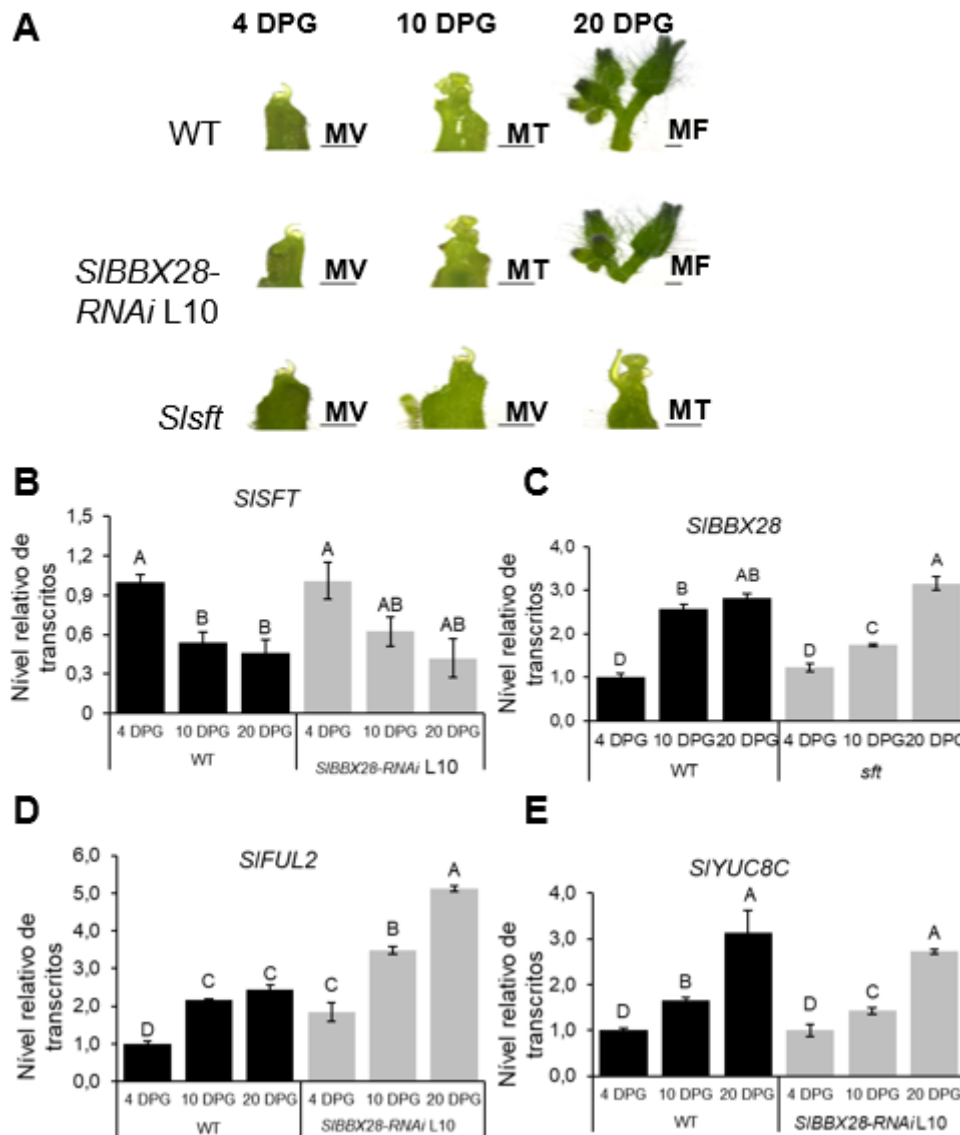 A
4 DPG 10 DPG 20 DPG
WT MV MT MF
SlBBX28-
RNAi L10 MV MT MF
Slsft MV MV MT
B
SlSFT
Nível relativo de
transcritos
1,5
1,2
0,9
0,6
0,3
0
A B B A AB AB
4 DPG 10 DPG 20 DPG 4 DPG 10 DPG 20 DPG
WT SlBBX28-RNAi L10
C
SlBBX28
Nível relativo de
transcritos
4,0
3,0
2,0
1,0
0,0
D B AB D C A
4 DPG 10 DPG 20 DPG 4 DPG 10 DPG 20 DPG
WT sft
D
SlFUL2
Nível relativo de
transcritos
6,0
5,0
4,0
3,0
2,0
1,0
0,0
D C C C B A
4 DPG 10 DPG 20 DPG 4 DPG 10 DPG 20 DPG
WT SlBBX28-RNAi L10
E
SlYUC8C
Nível relativo de
transcritos
4,0
3,0
2,0
1,0
0,0
D B A D C A
4 DPG 10 DPG 20 DPG 4 DPG 10 DPG 20 DPG
WT SlBBX28-RNAi L10